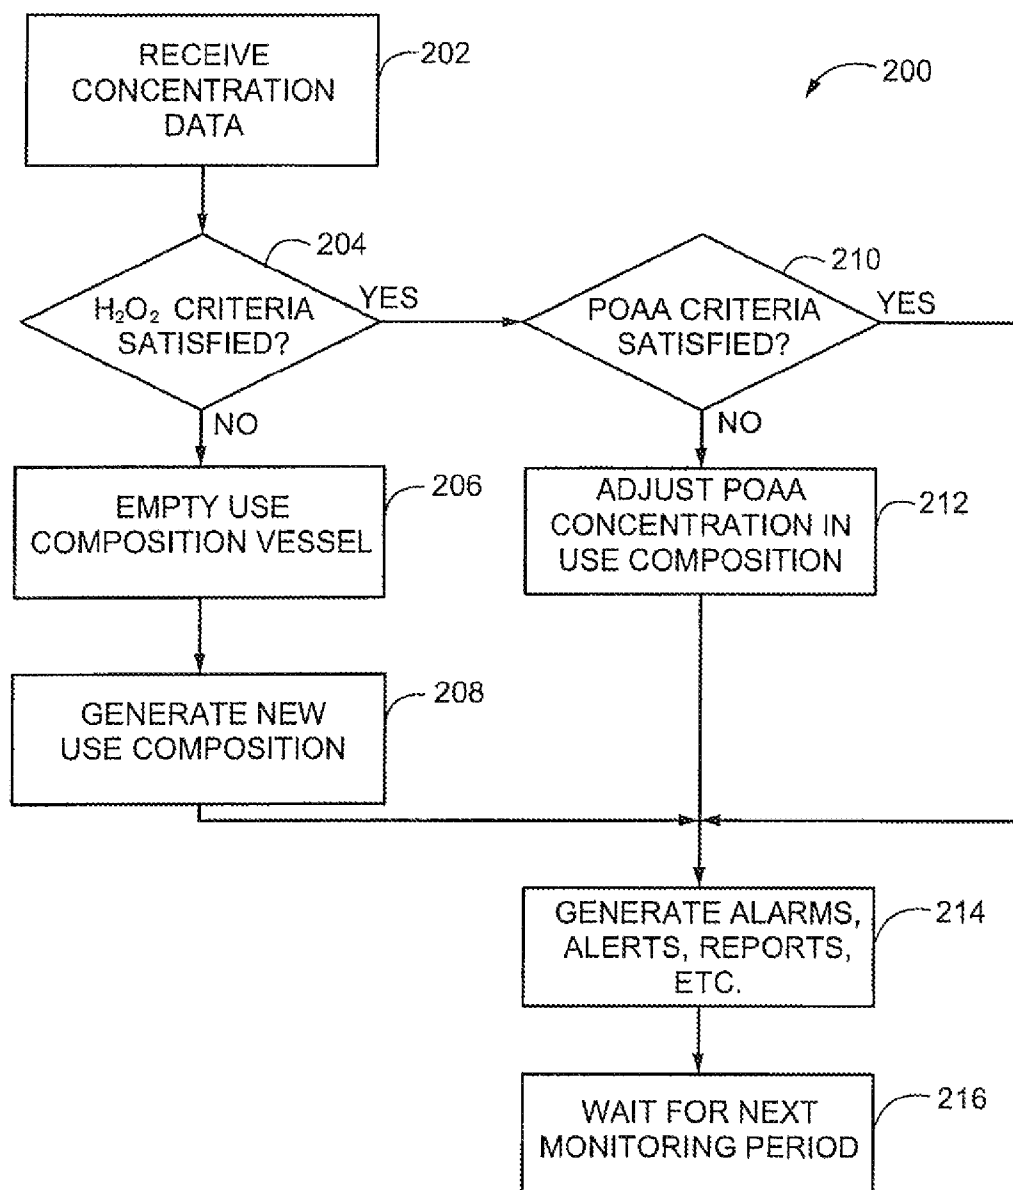 RECEIVE
CONCENTRATION
DATA
202
200
204
H₂O₂ CRITERIA
SATISFIED?
YES
210
POAA CRITERIA
SATISFIED?
YES
NO
NO
EMPTY USE
COMPOSITION VESSEL
206
ADJUST POAA
CONCENTRATION IN
USE COMPOSITION
212
GENERATE NEW
USE COMPOSITION
208
GENERATE ALARMS,
ALERTS, REPORTS,
ETC.
214
WAIT FOR NEXT
MONITORING PERIOD
216